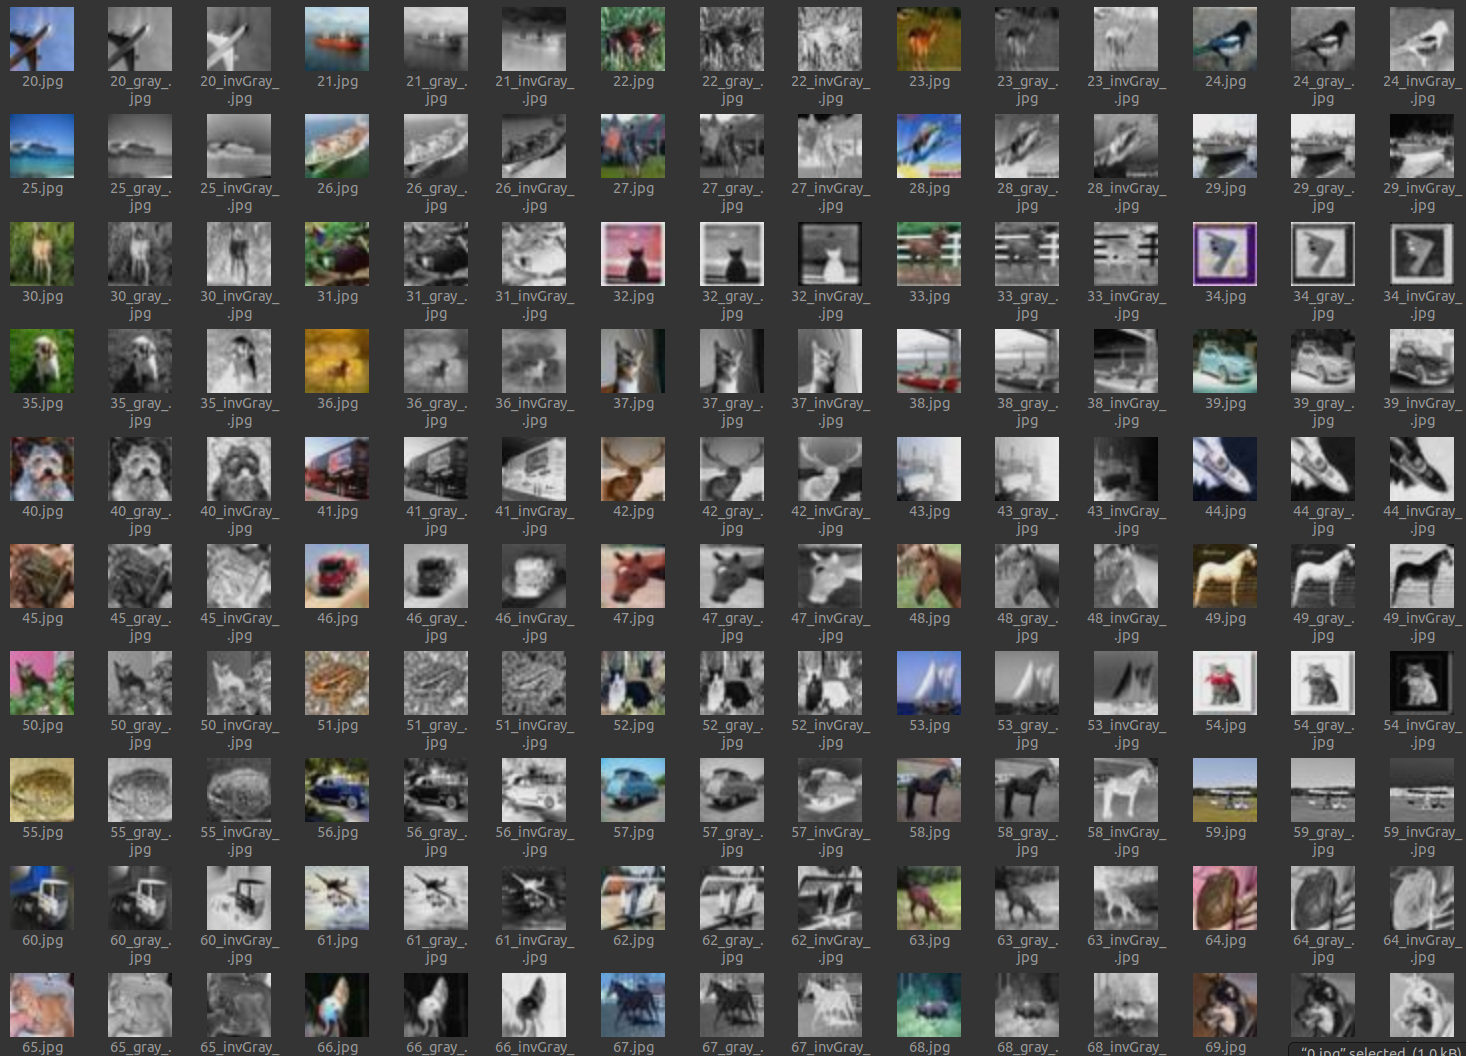 20.jpg 20_gray_. 20_invGray_ 21.jpg 21_gray_. 21_invGray_ 22.jpg 22_gray_. 22_invGray_ 23.jpg 23_gray_. 23_invGray_ 24.jpg 24_gray_. 24_invGray_
jpg .jpg jpg .jpg jpg .jpg jpg .jpg jpg .jpg
25.jpg 25_gray_. 25_invGray_ 26.jpg 26_gray_. 26_invGray_ 27.jpg 27_gray_. 27_invGray_ 28.jpg 28_gray_. 28_invGray_ 29.jpg 29_gray_. 29_invGray_
jpg .jpg jpg .jpg jpg .jpg jpg .jpg jpg .jpg
30.jpg 30_gray_. 30_invGray_ 31.jpg 31_gray_. 31_invGray_ 32.jpg 32_gray_. 32_invGray_ 33.jpg 33_gray_. 33_invGray_ 34.jpg 34_gray_. 34_invGray_
jpg .jpg jpg .jpg jpg .jpg jpg .jpg jpg .jpg
35.jpg 35_gray_. 35_invGray_ 36.jpg 36_gray_. 36_invGray_ 37.jpg 37_gray_. 37_invGray_ 38.jpg 38_gray_. 38_invGray_ 39.jpg 39_gray_. 39_invGray_
jpg .jpg jpg .jpg jpg .jpg jpg .jpg jpg .jpg
40.jpg 40_gray_. 40_invGray_ 41.jpg 41_gray_. 41_invGray_ 42.jpg 42_gray_. 42_invGray_ 43.jpg 43_gray_. 43_invGray_ 44.jpg 44_gray_. 44_invGray_
jpg .jpg jpg .jpg jpg .jpg jpg .jpg jpg .jpg
45.jpg 45_gray_. 45_invGray_ 46.jpg 46_gray_. 46_invGray_ 47.jpg 47_gray_. 47_invGray_ 48.jpg 48_gray_. 48_invGray_ 49.jpg 49_gray_. 49_invGray_
jpg .jpg jpg .jpg jpg .jpg jpg .jpg jpg .jpg
50.jpg 50_gray_. 50_invGray_ 51.jpg 51_gray_. 51_invGray_ 52.jpg 52_gray_. 52_invGray_ 53.jpg 53_gray_. 53_invGray_ 54.jpg 54_gray_. 54_invGray_
jpg .jpg jpg .jpg jpg .jpg jpg .jpg jpg .jpg
55.jpg 55_gray_. 55_invGray_ 56.jpg 56_gray_. 56_invGray_ 57.jpg 57_gray_. 57_invGray_ 58.jpg 58_gray_. 58_invGray_ 59.jpg 59_gray_. 59_invGray_
jpg .jpg jpg .jpg jpg .jpg jpg .jpg jpg .jpg
60.jpg 60_gray_. 60_invGray_ 61.jpg 61_gray_. 61_invGray_ 62.jpg 62_gray_. 62_invGray_ 63.jpg 63_gray_. 63_invGray_ 64.jpg 64_gray_. 64_invGray_
jpg .jpg jpg .jpg jpg .jpg jpg .jpg jpg .jpg
65.jpg 65_gray_. 65_invGray_ 66.jpg 66_gray_. 66_invGray_ 67.jpg 67_gray_. 67_invGray_ 68.jpg 68_gray_. 68_invGray_ 69.jpg
“0.jpg” selected (1.0 kB)